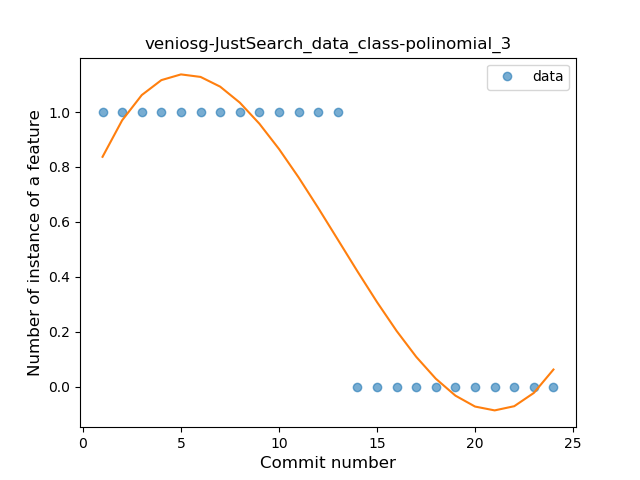 veniosg-JustSearch_data_class-polinomial_3
data
Number of instance of a feature
1.0
0.8
0.6
0.4
0.2
0.0
0 5 10 15 20 25
Commit number